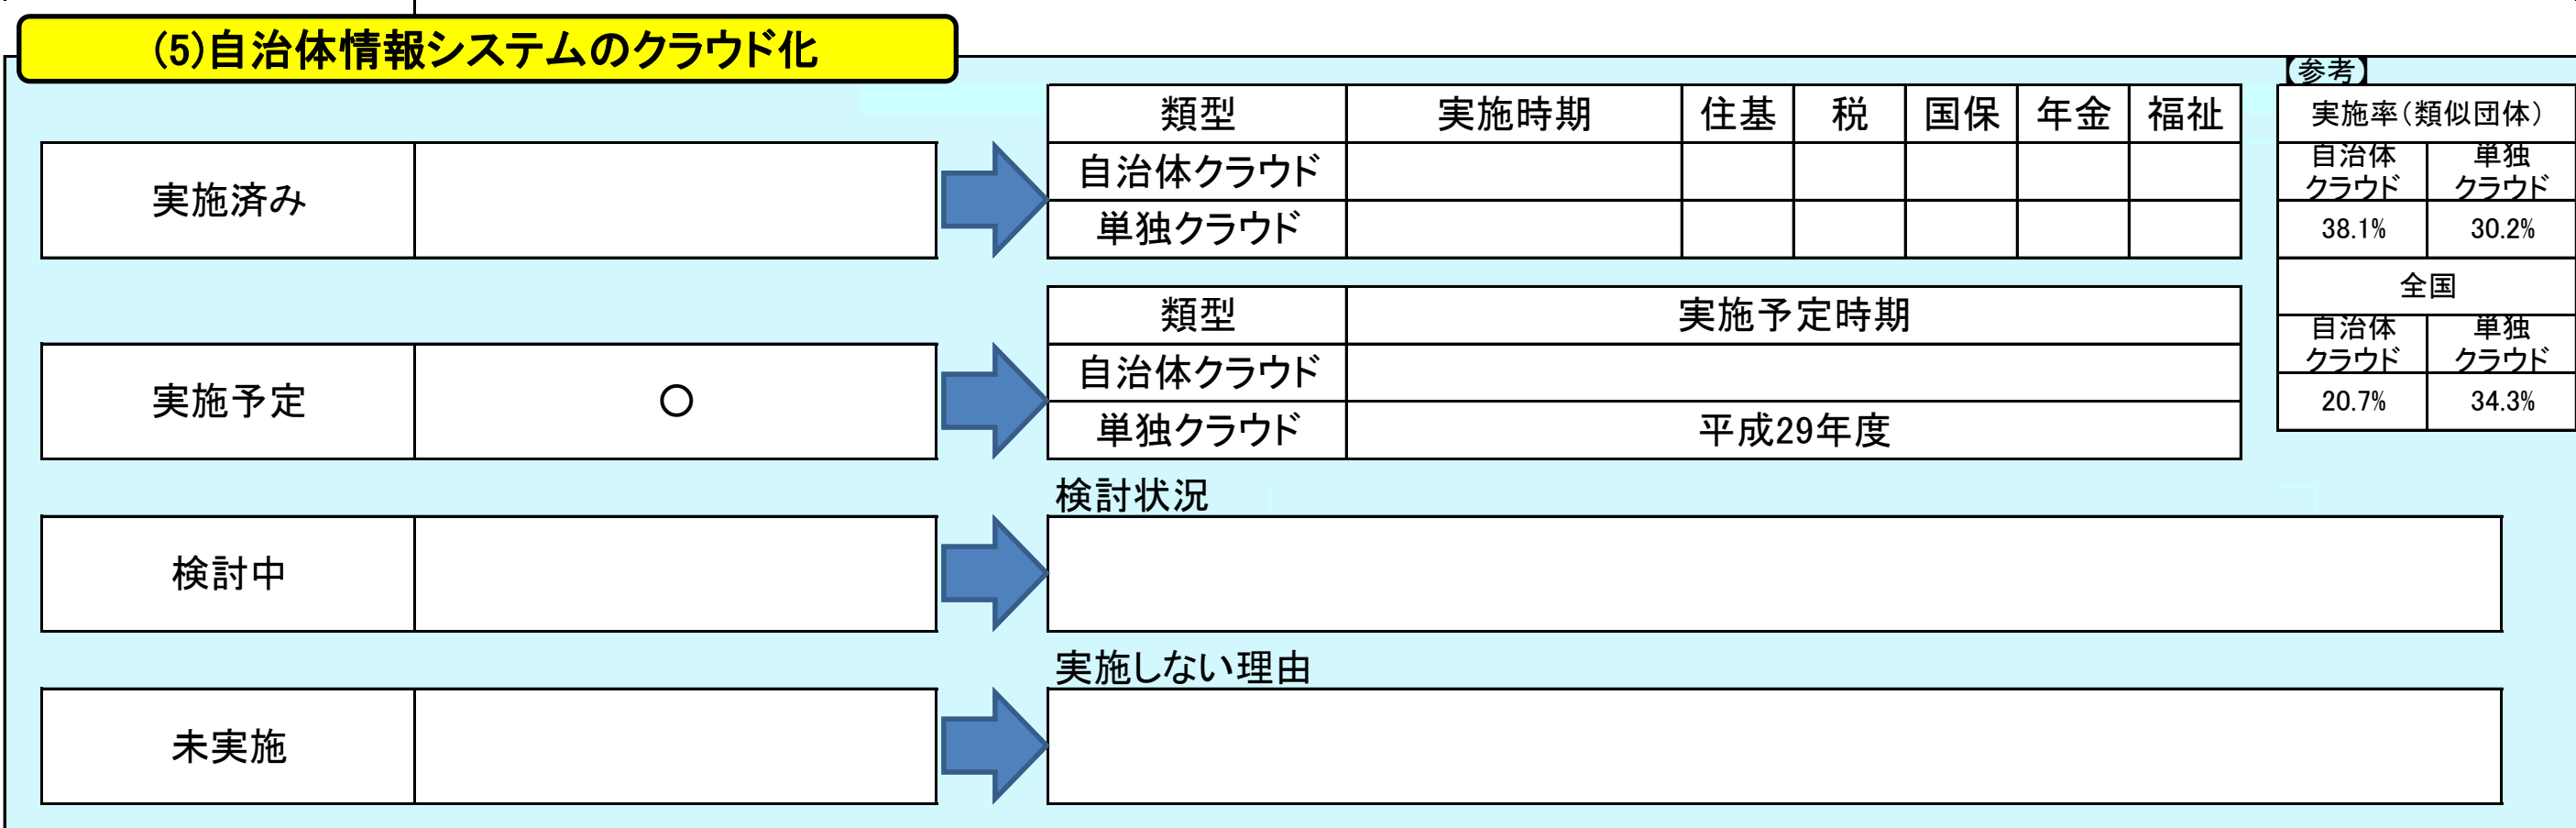 (5)自治体情報システムのクラウド化
【参考】
類型 実施時期 住基 税 国保 年金 福祉
実施済み
自治体クラウド
単独クラウド
実施率(類似団体)
自治体
クラウド
単独
クラウド
38.1% 30.2%
全国
自治体
クラウド
単独
クラウド
20.7% 34.3%
類型 実施予定時期
実施予定 ○
自治体クラウド
単独クラウド 平成29年度
検討状況
検討中
実施しない理由
未実施